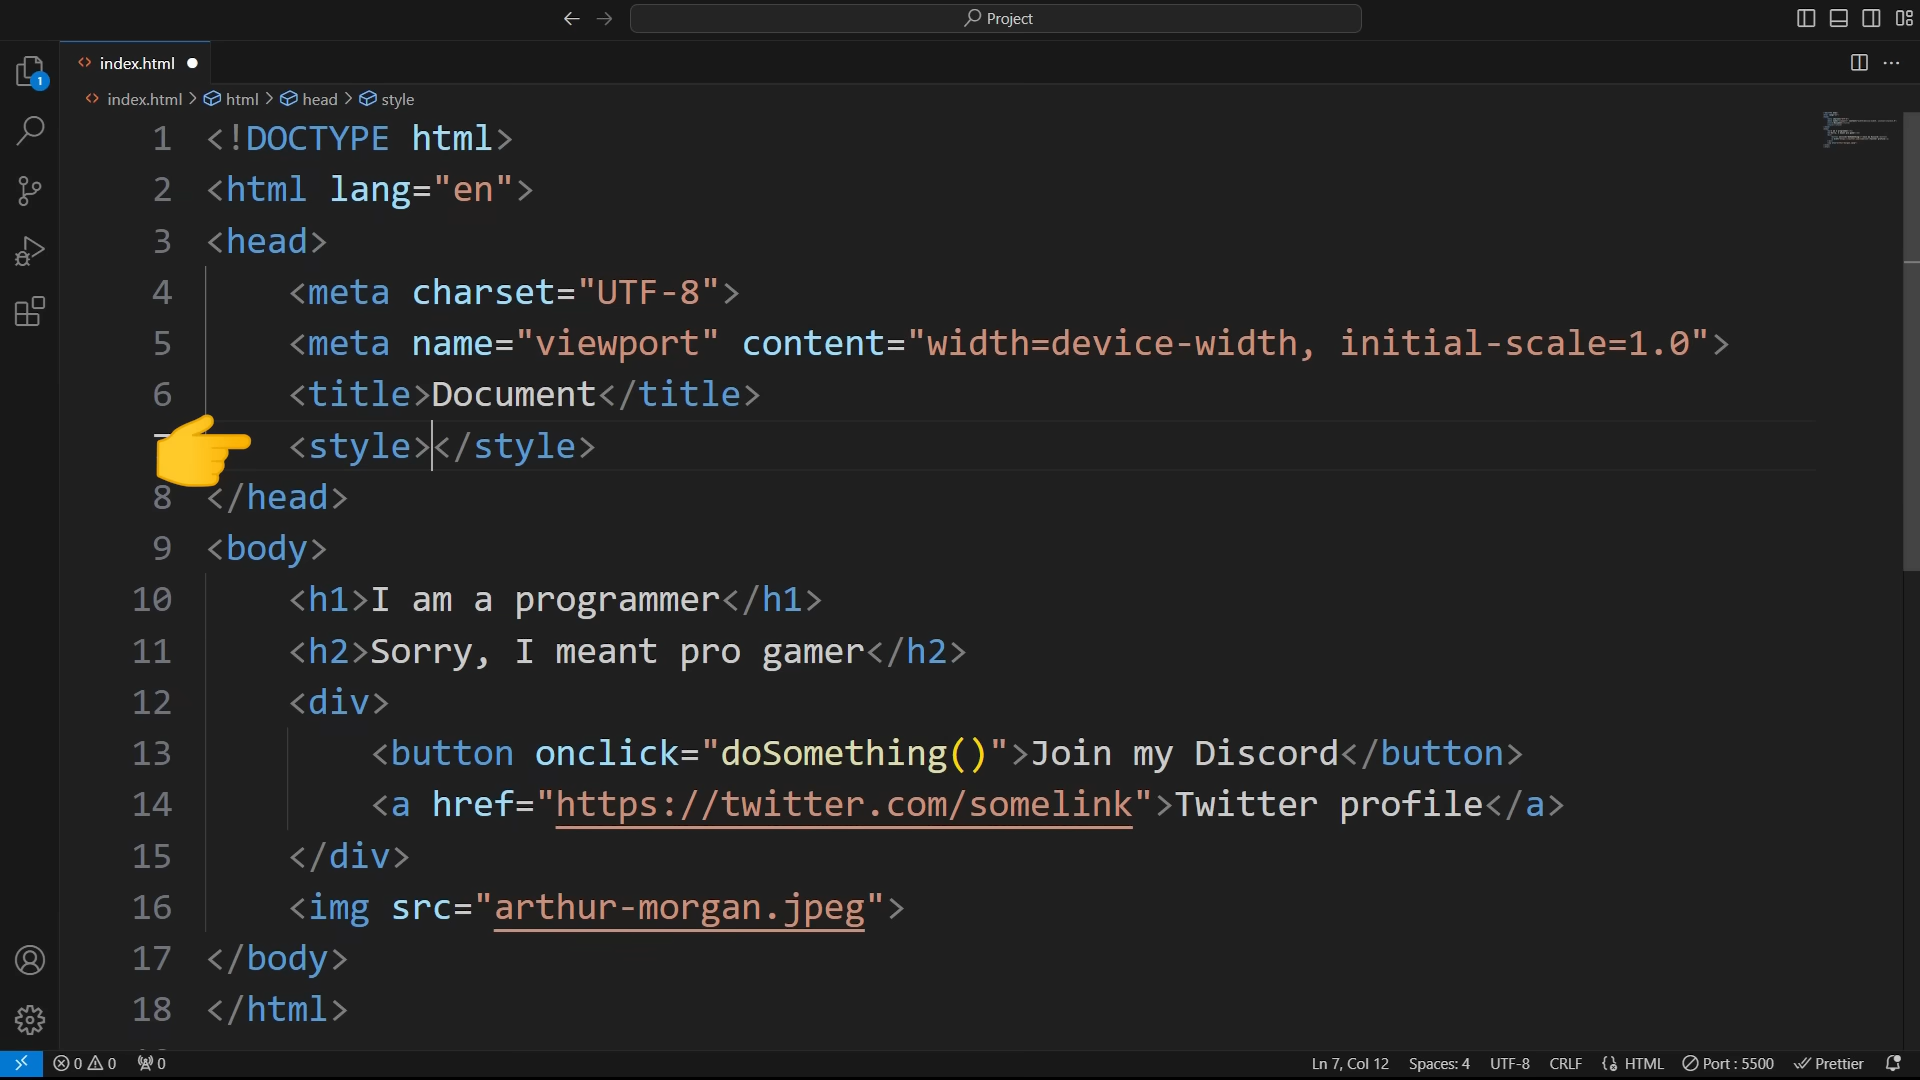 Project
index.html
1
index.html > html > head > style
1 <!DOCTYPE html>
2 <html lang="en">
3 <head>
4 <meta charset="UTF-8">
5 <meta name="viewport" content="width=device-width, initial-scale=1.0">
6 <title>Document</title>
<style></style>
8 </head>
9 <body>
10 <h1>I am a programmer</h1>
11 <h2>Sorry, I meant pro gamer</h2>
12 <div>
13 <button onclick="doSomething()">Join my Discord</button>
14 <a href="https://twitter.com/somelink">Twitter profile</a>
15 </div>
16 <img src="arthur-morgan.jpeg">
17 </body>
18 </html>
0 0 0 Ln 7, Col 12 Spaces: 4 UTF-8 CRLF HTML Port : 5500 Prettier